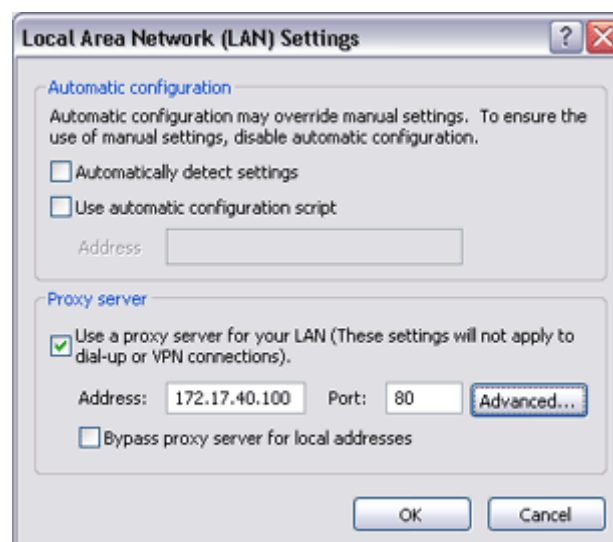 Local Area Network (LAN) Settings
?
Automatic configuration
Automatic configuration may override manual settings. To ensure the
use of manual settings, disable automatic configuration.
Automatically detect settings
Use automatic configuration script
Address
Proxy server
Use a proxy server for your LAN (These settings will not apply to
dial-up or VPN connections).
Address: 172.17.40.100 Port: 80 Advanced...
Bypass proxy server for local addresses
OK Cancel